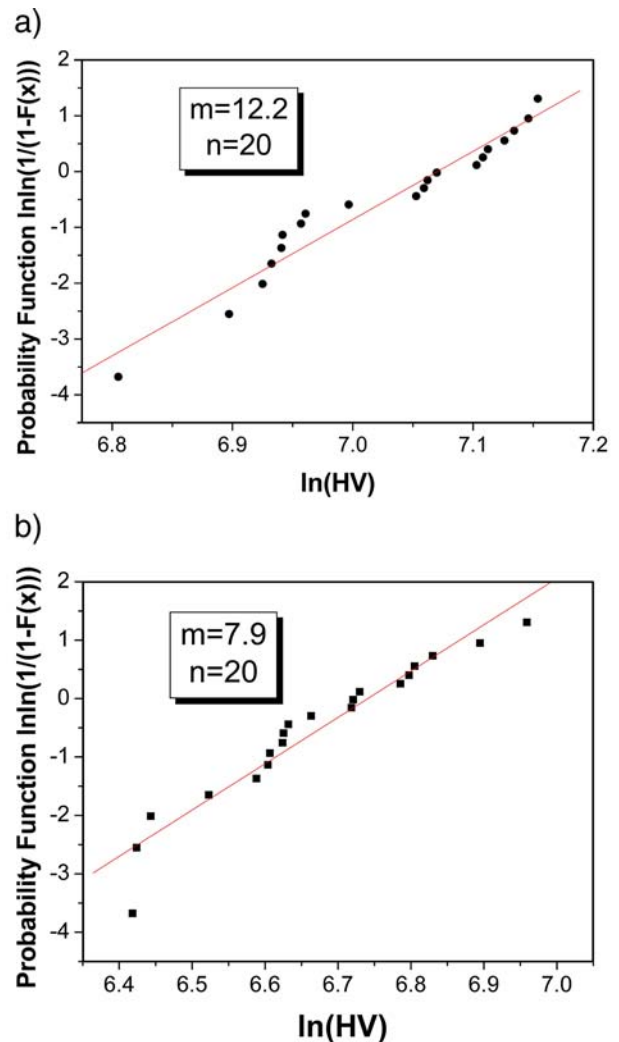 a)
Probability Function lnln(1/(1-F(x)))
2
1
0
-1
-2
-3
-4
m=12.2
n=20
6.8 6.9 7.0 7.1 7.2
ln(HV)
b)
Probability Function lnln(1/(1-F(x)))
2
1
0
-1
-2
-3
-4
m=7.9
n=20
6.4 6.5 6.6 6.7 6.8 6.9 7.0
ln(HV)